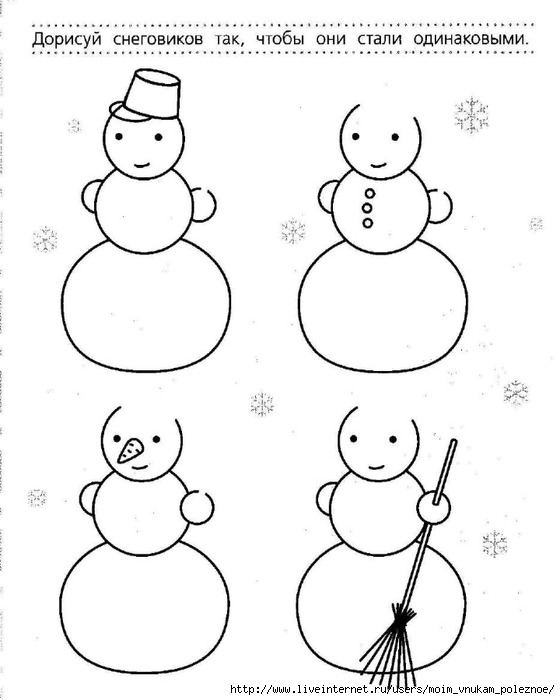 Дорисуй снеговиков так, чтобы они стали одинаковыми.
http://www.liveinternet.ru/users/moim_vnukam_poleznoe/